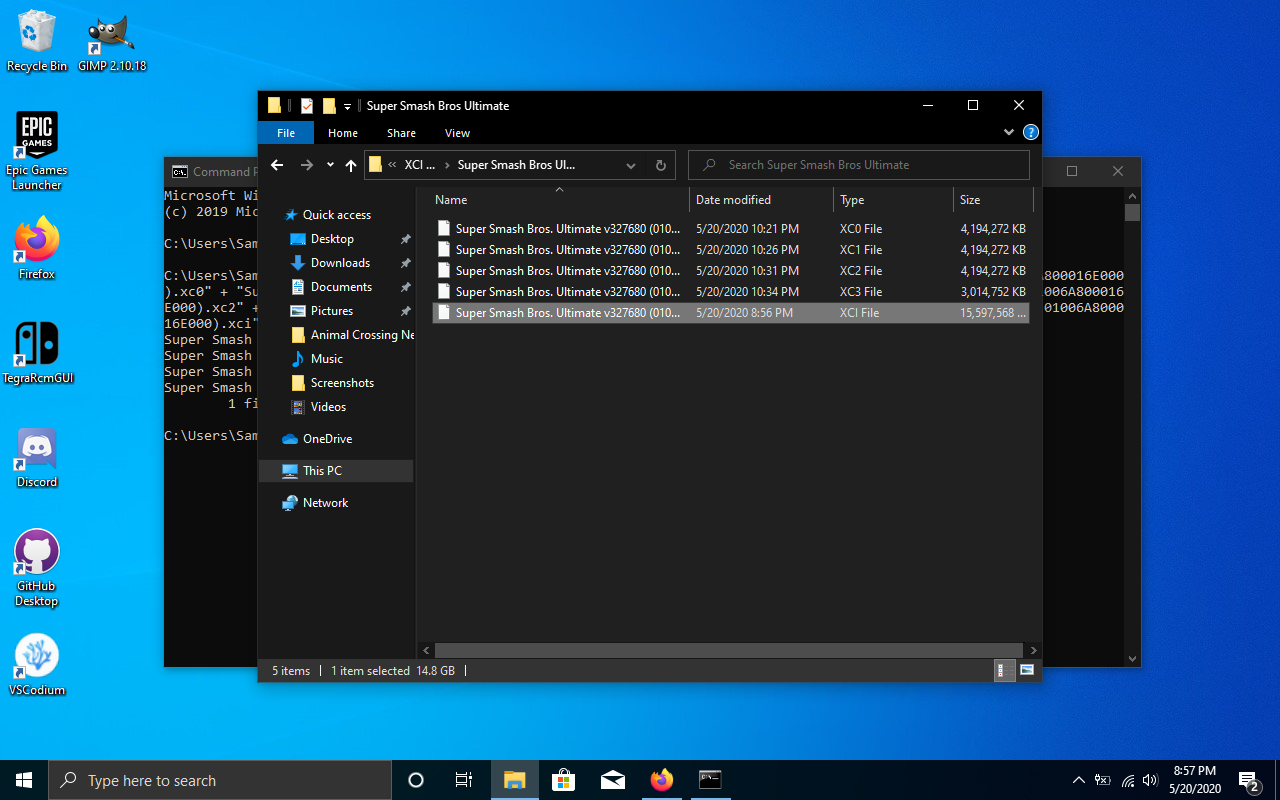 Recycle Bin
GIMP 2.10.18
EPIC
GAMES
Epic Games
Launcher
Firefox
TegraRcmGUI
Discord
GitHub
Desktop
VSCodium
Super Smash Bros Ultimate
File Home Share View
XCI ... Super Smash Bros Ul...
Search Super Smash Bros Ultimate
Name Date modified Type Size
Super Smash Bros. Ultimate v327680 (010... 5/20/2020 10:21 PM XC0 File 4,194,272 KB
Super Smash Bros. Ultimate v327680 (010... 5/20/2020 10:26 PM XC1 File 4,194,272 KB
Super Smash Bros. Ultimate v327680 (010... 5/20/2020 10:31 PM XC2 File 4,194,272 KB
Super Smash Bros. Ultimate v327680 (010... 5/20/2020 10:34 PM XC3 File 3,014,752 KB
Super Smash Bros. Ultimate v327680 (010... 5/20/2020 8:56 PM XCI File 15,597,568 ...
Quick access
Desktop
Downloads
Documents
Pictures
Animal Crossing Ne
Music
Screenshots
Videos
OneDrive
This PC
Network
5 items 1 item selected 14.8 GB
Command P
Microsoft Wi
(c) 2019 Mic
C:\Users\Sam
C:\Users\Sam A800016E000
).xc0" + "Su 1006A800016
E000).xc2" + 01006A8000
16E000).xci"
Super Smash
Super Smash
Super Smash
Super Smash
1 fi
C:\Users\Sam
Type here to search
8:57 PM
5/20/2020
2